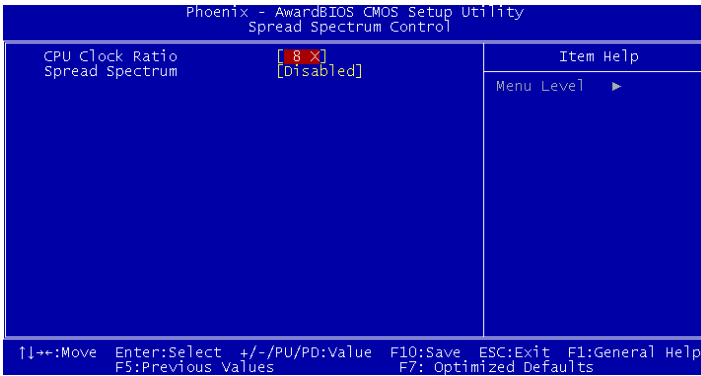 Phoenix - AwardBIOS CMOS Setup Utility
Spread Spectrum Control
CPU Clock Ratio [ 8 X]
Spread Spectrum [Disabled]
Item Help
Menu Level ►
↑↓→←:Move Enter:Select +/-/PU/PD:Value F10:Save ESC:Exit F1:General Help
F5:Previous Values F7: Optimized Defaults